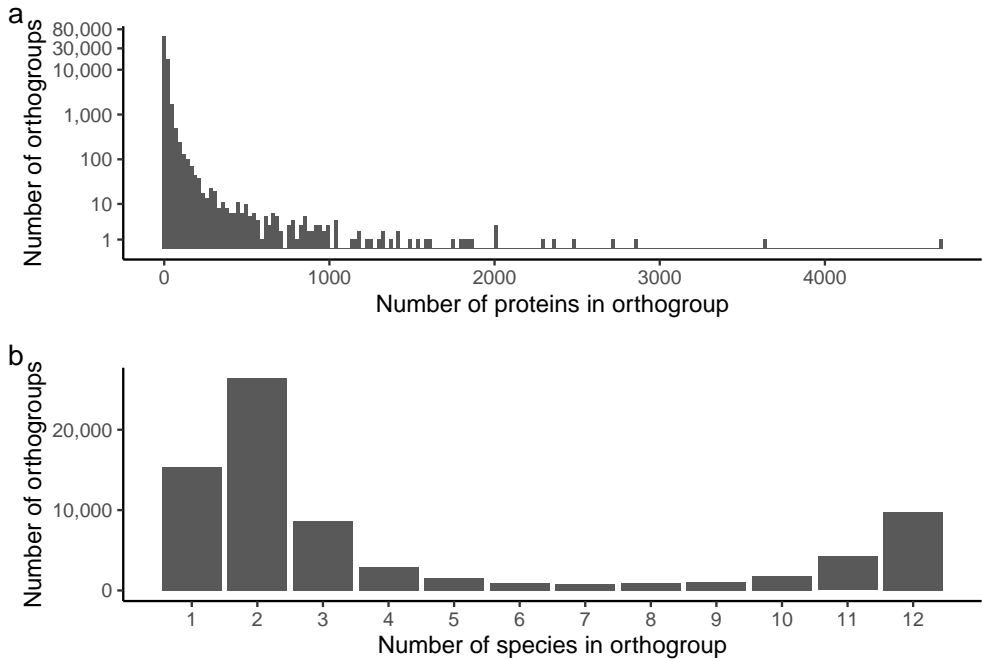 a
Number of orthogroups
80,000
30,000
10,000
1,000
100
10
1
0 1000 2000 3000 4000
Number of proteins in orthogroup
b
Number of orthogroups
20,000
10,000
0
1 2 3 4 5 6 7 8 9 10 11 12
Number of species in orthogroup